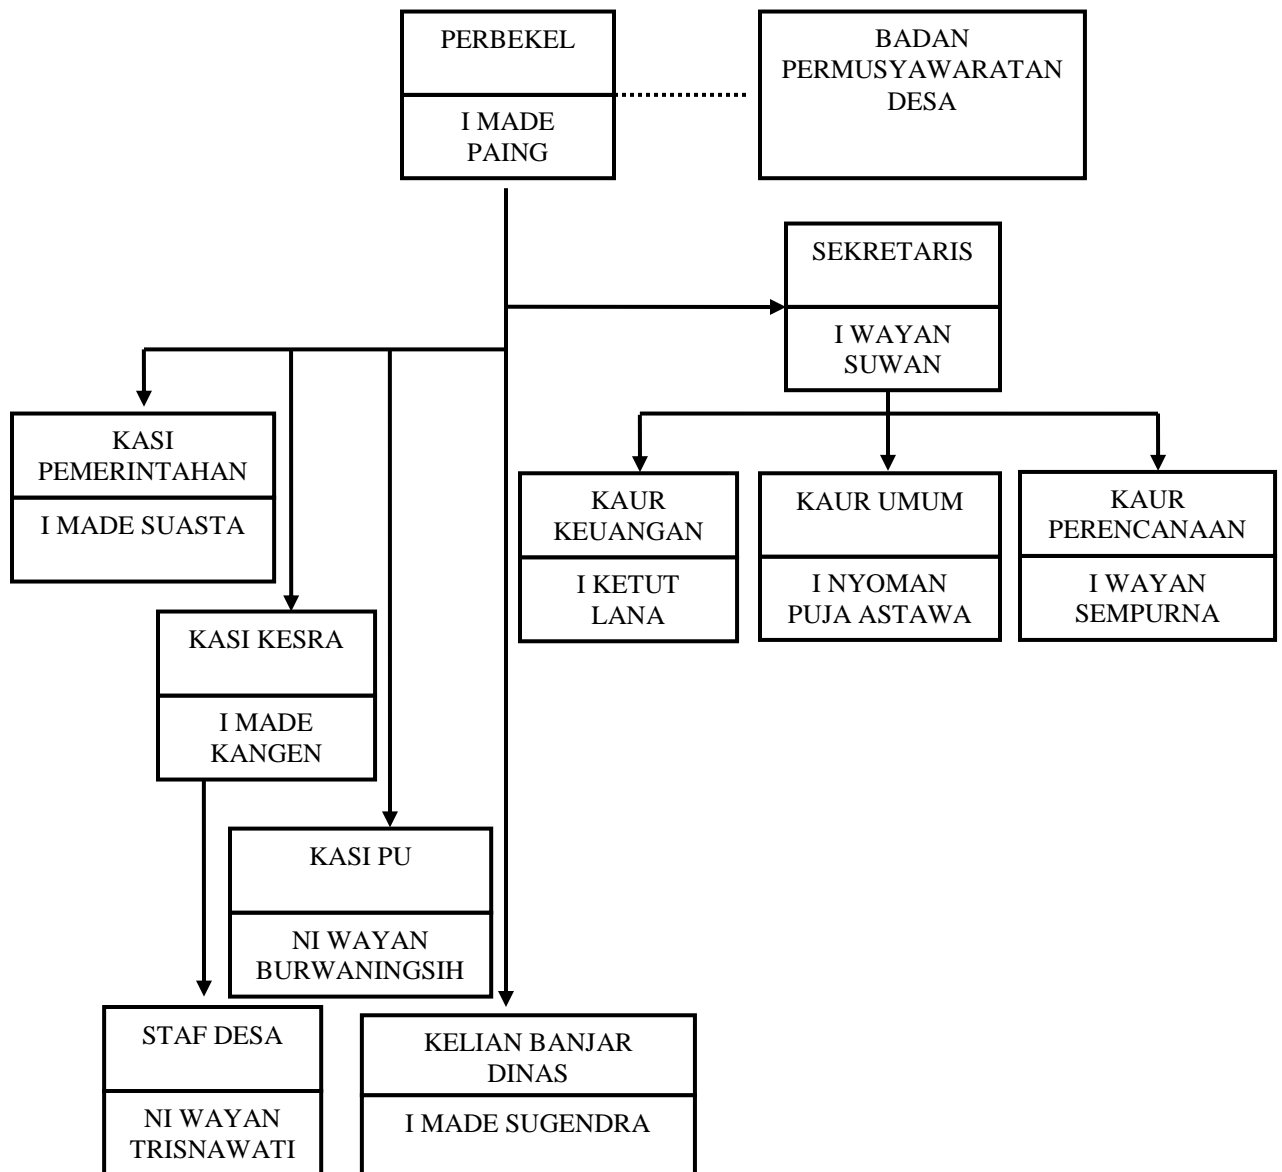 PERBEKEL
I MADE
PAING
BADAN
PERMUSYAWARATAN
DESA
SEKRETARIS
I WAYAN
SUWAN
KASI
PEMERINTAHAN
I MADE SUASTA
KAUR
KEUANGAN
I KETUT
LANA
KAUR UMUM
I NYOMAN
PUJA ASTAWA
KAUR
PERENCANAAN
I WAYAN
SEMPURNA
KASI KESRA
I MADE
KANGEN
KASI PU
NI WAYAN
BURWANINGSIH
STAF DESA
NI WAYAN
TRISNAWATI
KELIAN BANJAR
DINAS
I MADE SUGENDRA